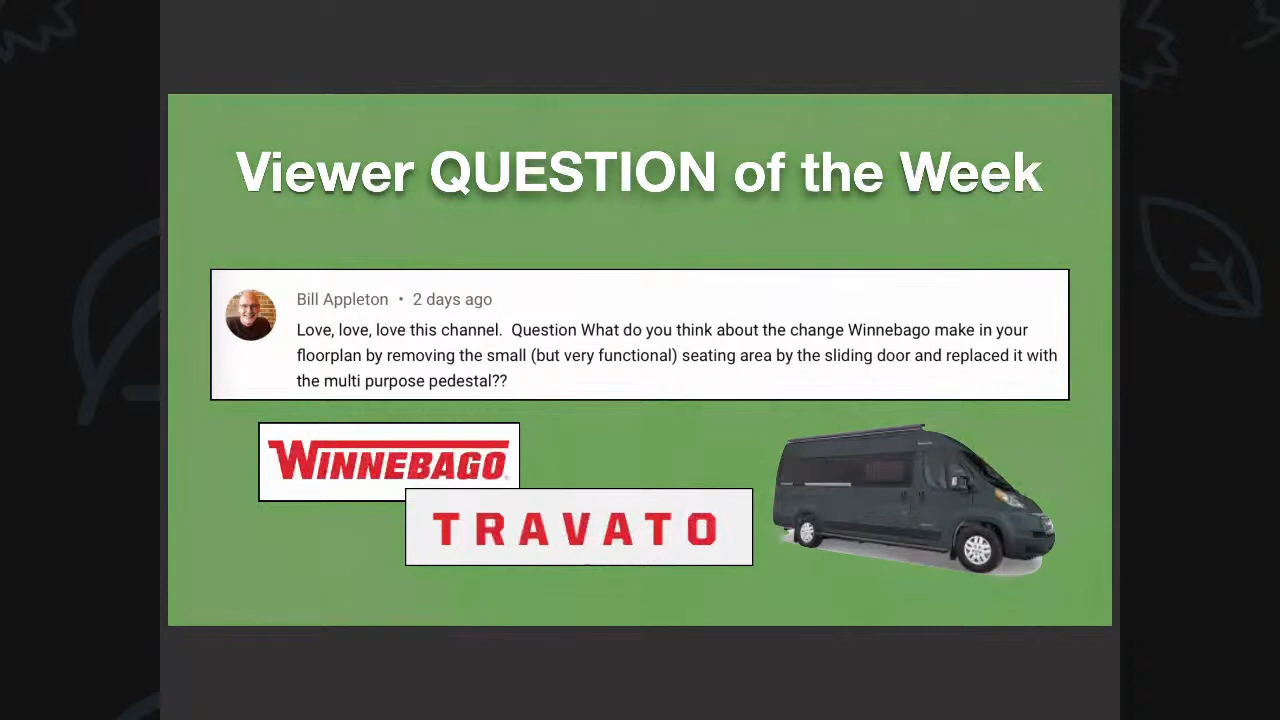 Viewer QUESTION of the Week
Bill Appleton • 2 days ago
Love, love, love this channel. Question What do you think about the change Winnebago make in your
floorplan by removing the small (but very functional) seating area by the sliding door and replaced it with
the multi purpose pedestal??
WINNEBAGO
TRAVATO